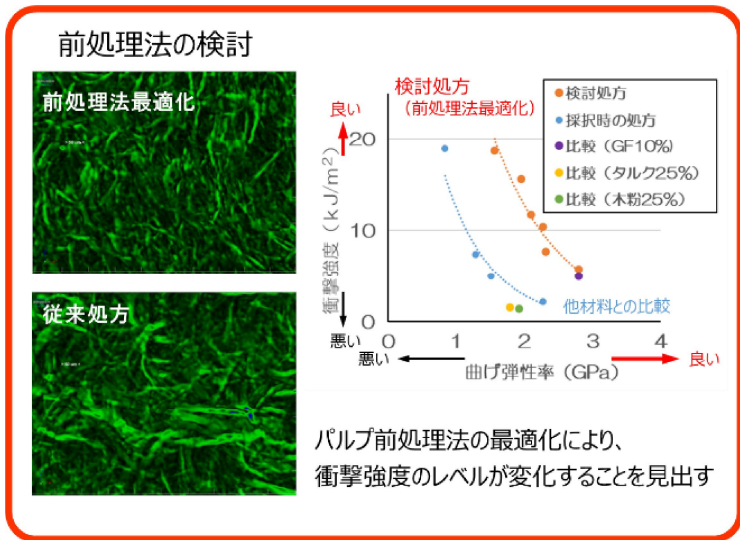 前処理法の検討
前処理法最適化
従来処方
検討処方
(前処理法最適化)
良い
20
10
0
衝撃強度(kJ/m²)
悪い
悪い
0
1
2
3
4
曲げ弾性率(GPa)
良い
検討処方
採択時の処方
比較(GF10%)
比較(タルク25%)
比較(木粉25%)
他材料との比較
パルプ前処理法の最適化により、
衝撃強度のレベルが変化することを見出す